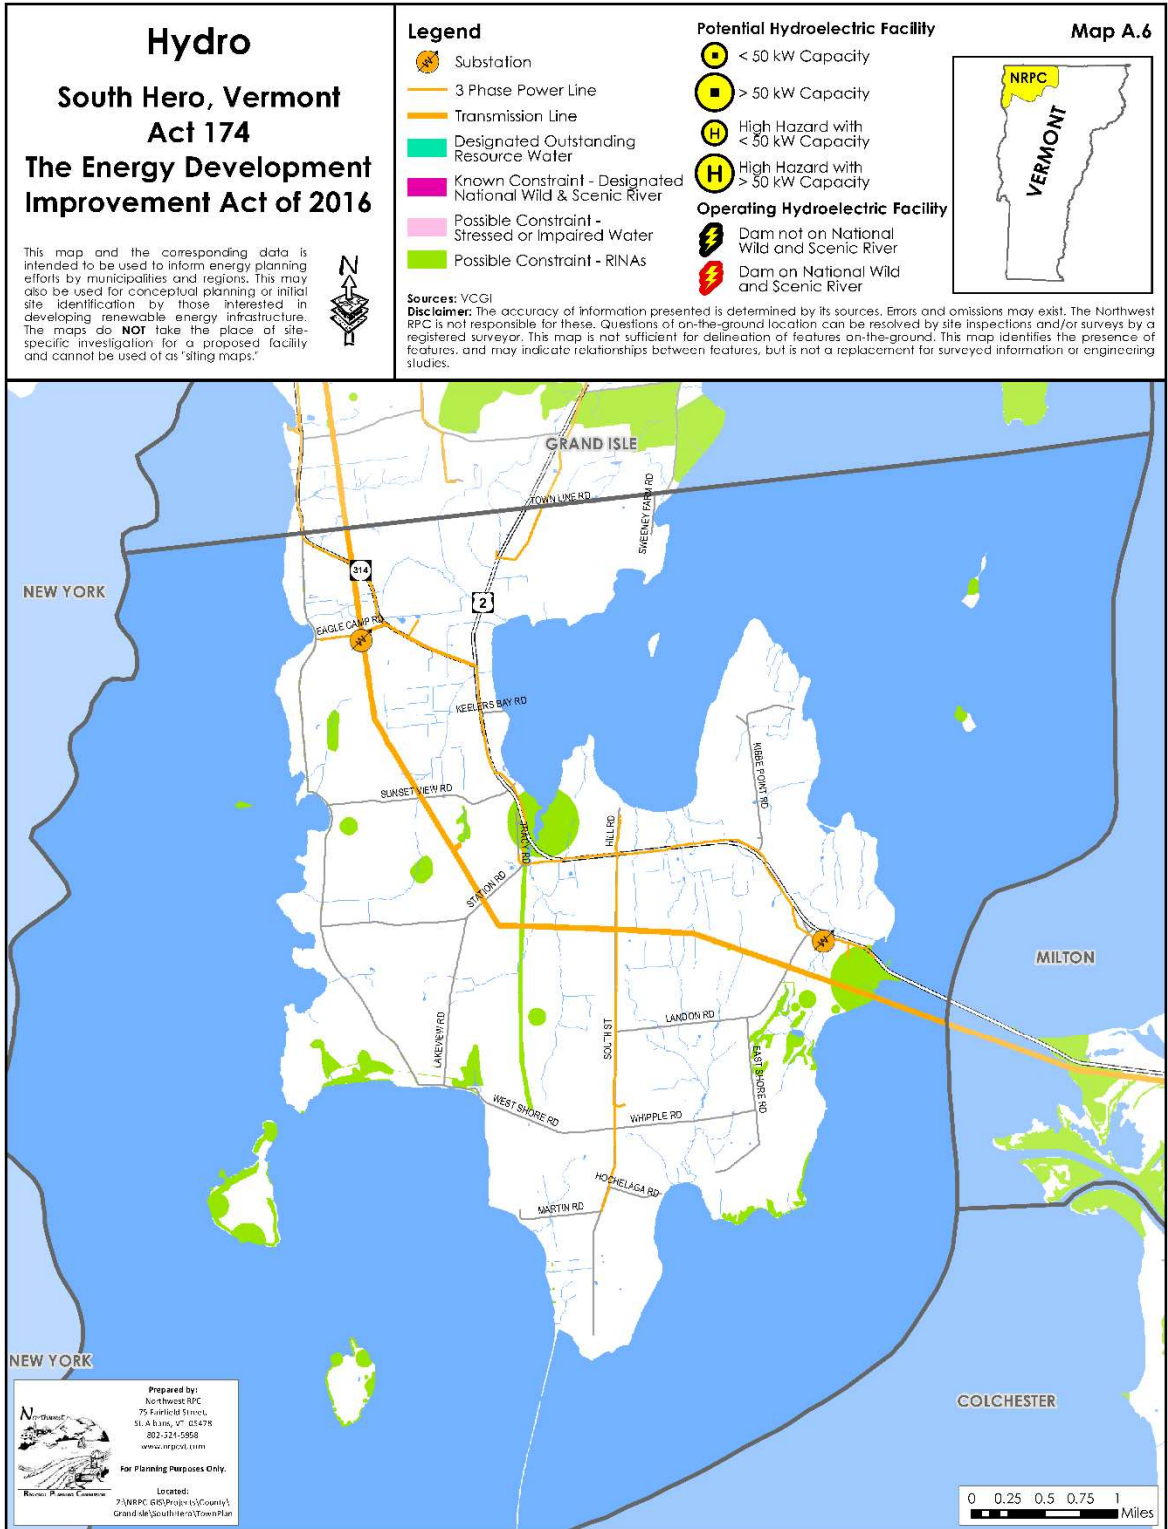 Hydro
South Hero, Vermont
Act 174
The Energy Development
Improvement Act of 2016
This map and the corresponding data is
intended to be used to inform energy planning
efforts by municipalities and regions. This may
also be used for conceptual planning or initial
site identification by those interested in
developing renewable energy infrastructure.
The maps do NOT take the place of site-
specific investigation for a proposed facility
and cannot be used of as "siting maps."
N
Legend
Substation
3 Phase Power Line
Transmission Line
Designated Outstanding
Resource Water
Known Constraint - Designated
National Wild & Scenic River
Possible Constraint -
Stressed or Impaired Water
Possible Constraint - RINAs
Potential Hydroelectric Facility
< 50 kW Capacity
> 50 kW Capacity
H
High Hazard with
< 50 kW Capacity
H
High Hazard with
> 50 kW Capacity
Operating Hydroelectric Facility
Dam not on National
Wild and Scenic River
Dam on National Wild
and Scenic River
Map A.6
NRPC
VERMONT
Sources: VCGI
Disclaimer: The accuracy of information presented is determined by its sources. Errors and omissions may exist. The Northwest
RPC is not responsible for these. Questions of on-the-ground location can be resolved by site inspections and/or surveys by a
registered surveyor. This map is not sufficient for delineation of features on-the-ground. This map identifies the presence of
features, and may indicate relationships between features, but is not a replacement for surveyed information or engineering
studies.
GRAND ISLE
TOWN LINE RD
SWEENEY FARM RD
314
NEW YORK
2
EAGLE CAMP RD
KEELERS BAY RD
KIBBE POINT RD
SUNSET VIEW RD
TRACY RD
HILL RD
STATION RD
MILTON
LAKEVIEW RD
SOUTH ST
LANDON RD
EAST SHORE RD
WEST SHORE RD
WHIPPLE RD
HOCHELAGA RD
MARTIN RD
NEW YORK
COLCHESTER
Northwest
Regional Planning Commission
Prepared by:
Northwest RPC
75 Fairfield Street,
St. Albans, VT 05478
802-524-5958
www.nrpcvt.com
For Planning Purposes Only.
Located:
Z:\NRPC GIS\Projects\County\
GrandIsle\SouthHero\TownPlan
0 0.25 0.5 0.75 1
Miles